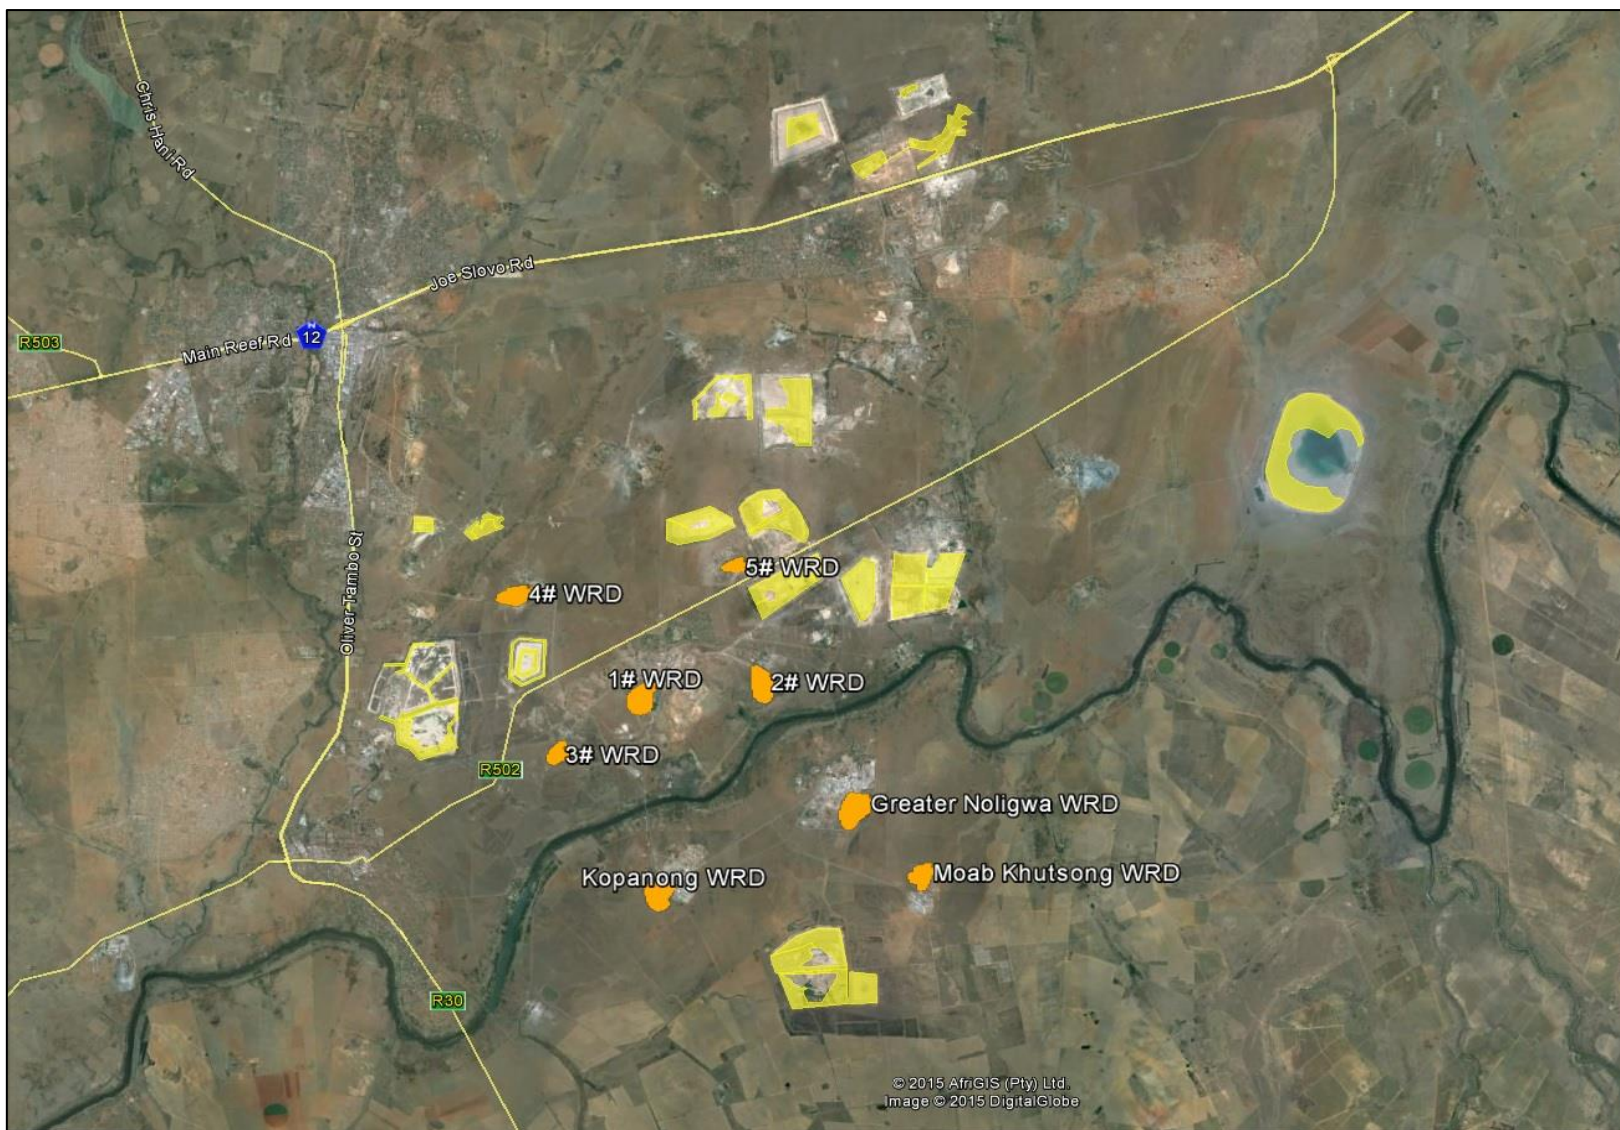 Chris Hani Rd
Joe Slovo Rd
N
12
Main Reef Rd
R503
Oliver Tambo St
5# WRD
4# WRD
1# WRD
2# WRD
3# WRD
R502
Greater Noligwa WRD
Kopanong WRD
Moab Khutsong WRD
R30
© 2015 AfriGIS (Pty) Ltd.
Image © 2015 DigitalGlobe